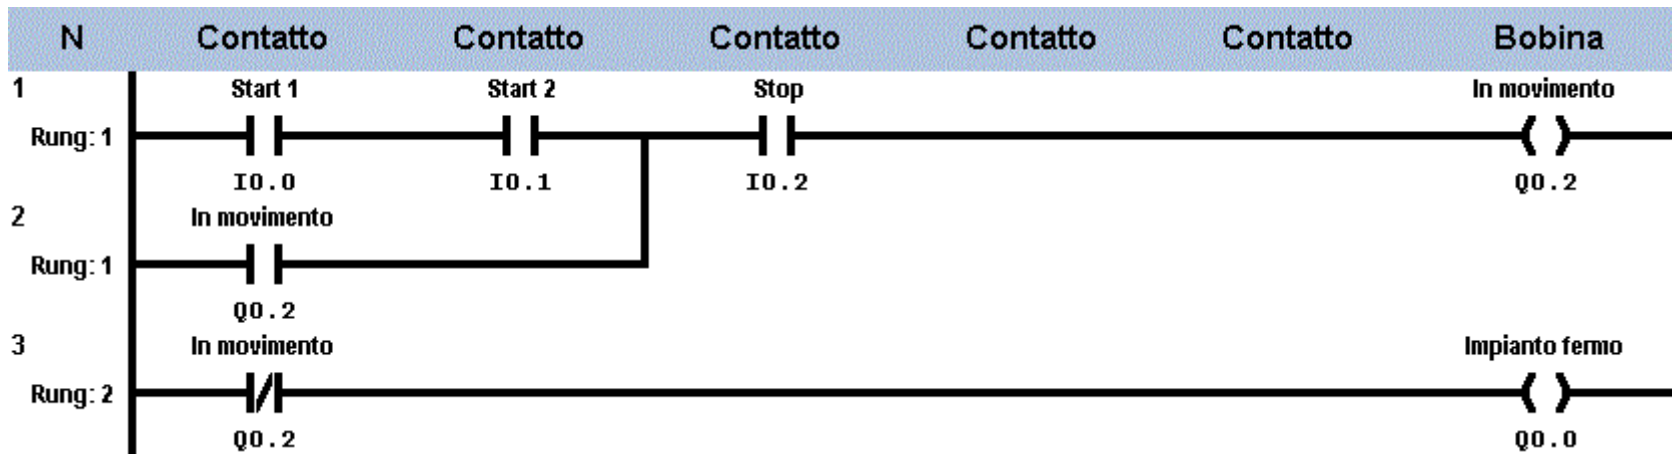 N Contatto Contatto Contatto Contatto Contatto Bobina
1 Start 1 Start 2 Stop In movimento
Rung: 1
I0.0 I0.1 I0.2 Q0.2
2 In movimento
Rung: 1
Q0.2
3 In movimento Impianto fermo
Rung: 2
Q0.2 Q0.0